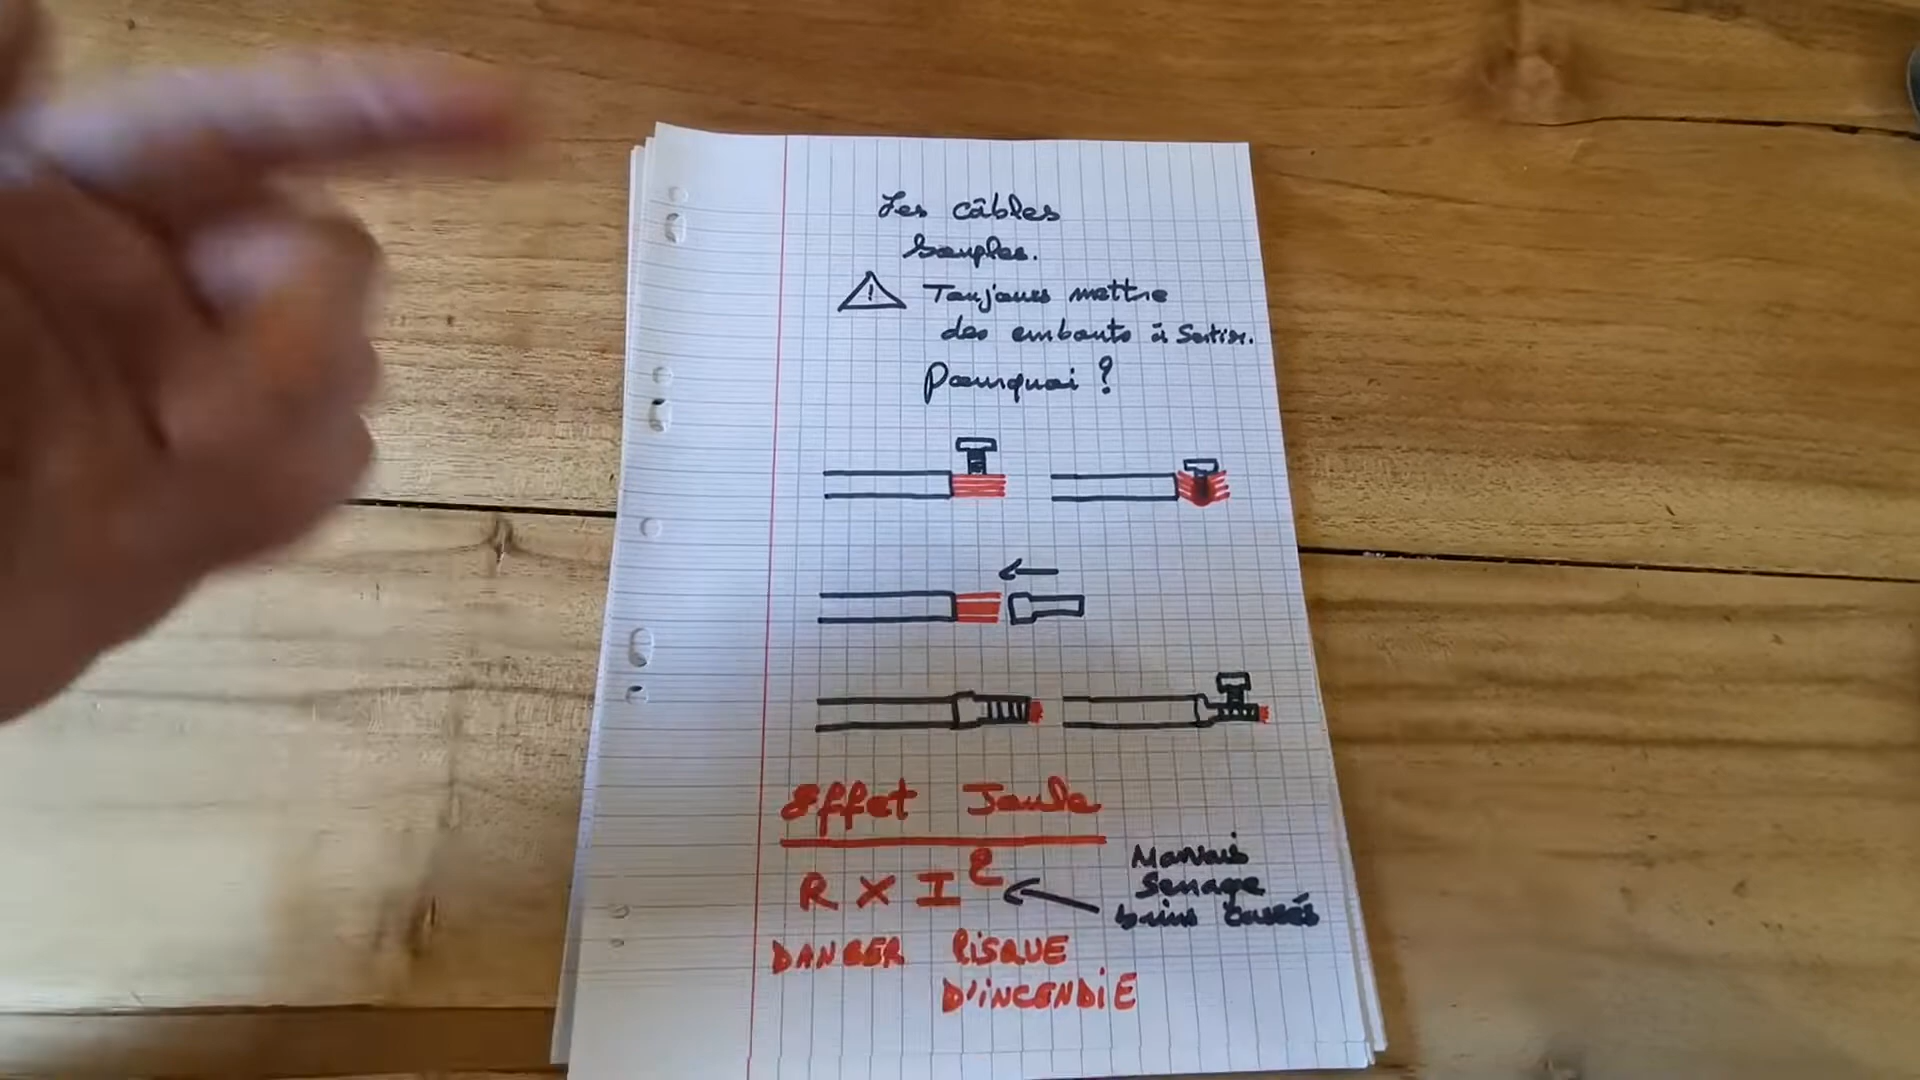 Les câbles
Souples.
! Toujours mettre
des embouts à Sertir.
Pourquoi ?
Effet Joule
R X I²
Mauvais
Serrage
brins cassés
DANGER RISQUE
D'iNCENDiE